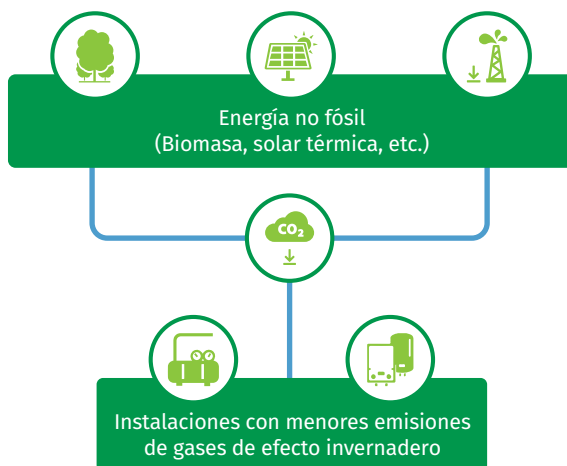 Energía no fósil
(Biomasa, solar térmica, etc.)
CO₂
Instalaciones con menores emisiones
de gases de efecto invernadero